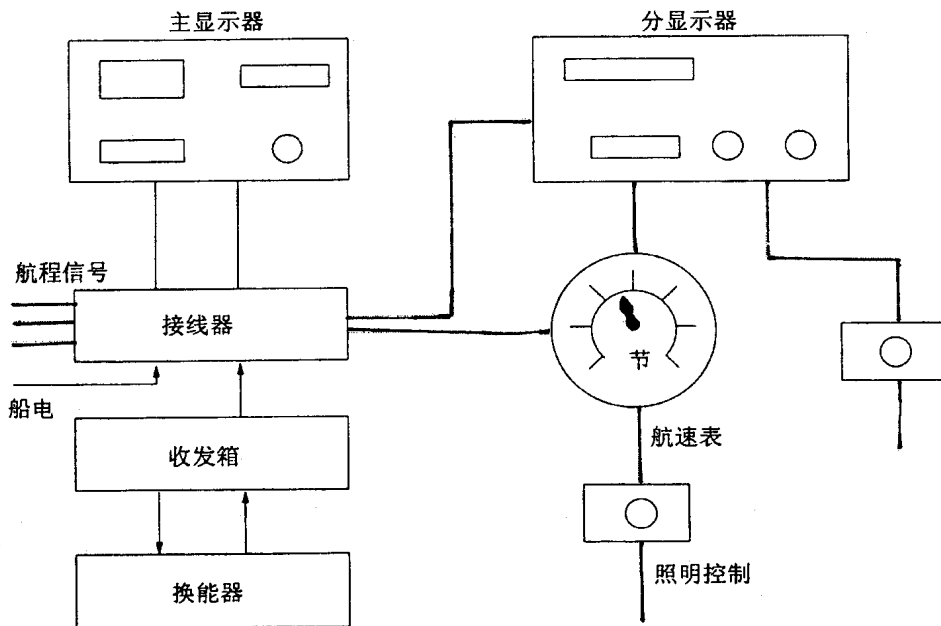 主显示器
分显示器
航程信号
接线器
节
船电
收发箱
航速表
换能器
照明控制